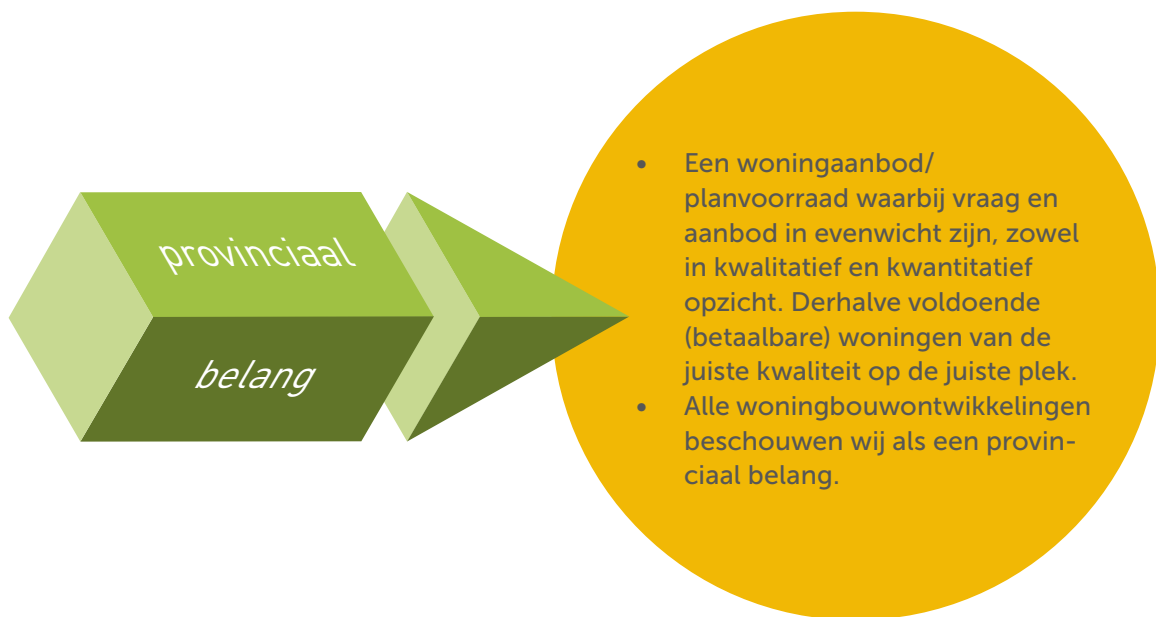 provinciaal
belang
• Een woningaanbod/
planvoorraad waarbij vraag en
aanbod in evenwicht zijn, zowel
in kwalitatief en kwantitatief
opzicht. Derhalve voldoende
(betaalbare) woningen van de
juiste kwaliteit op de juiste plek.
• Alle woningbouwontwikkelingen
beschouwen wij als een provin-
ciaal belang.